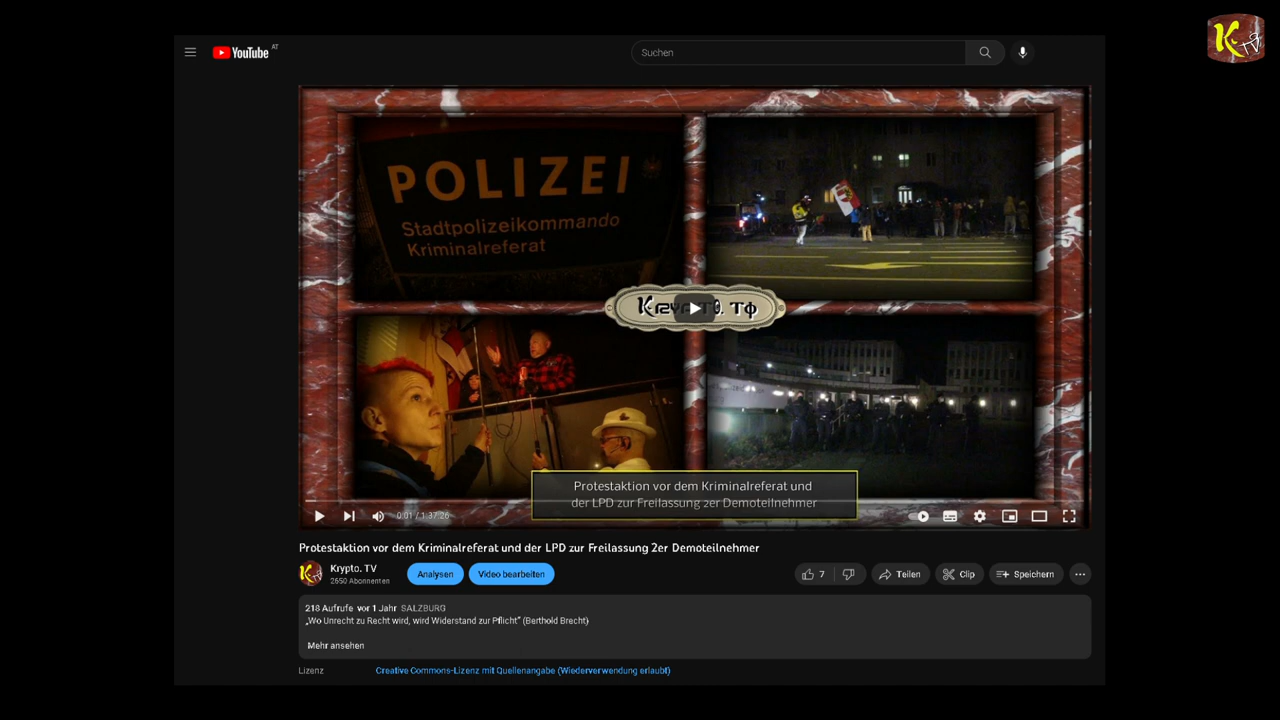 K TV
YouTube AT
Suchen
POLIZEI
Stadtpolizeikommando
Kriminalreferat
Protestaktion vor dem Kriminalreferat und
der LPD zur Freilassung 2er Demoteilnehmer
0:01 / 1:37:26
Protestaktion vor dem Kriminalreferat und der LPD zur Freilassung 2er Demoteilnehmer
Krypto. TV
2650 Abonnenten
Analysen
Video bearbeiten
7
Teilen
Clip
Speichern
218 Aufrufe vor 1 Jahr SALZBURG
„Wo Unrecht zu Recht wird, wird Widerstand zur Pflicht“ (Berthold Brecht)
Mehr ansehen
Lizenz
Creative Commons-Lizenz mit Quellenangabe (Wiederverwendung erlaubt)